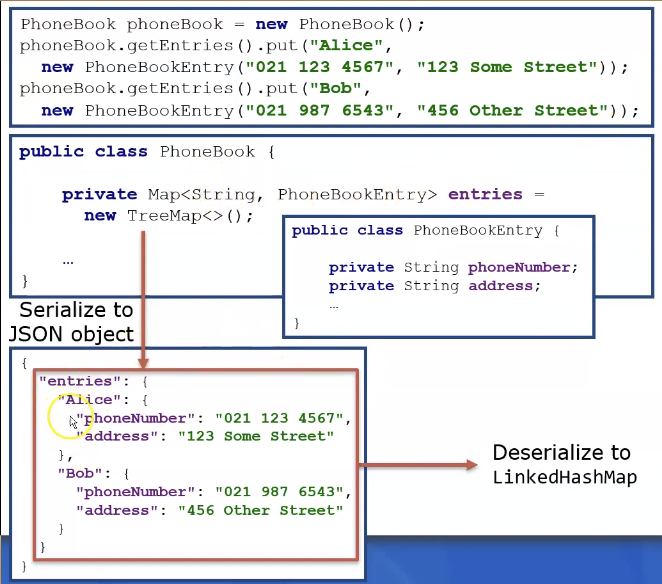 PhoneBook phoneBook = new PhoneBook();
phoneBook.getEntries().put("Alice",
new PhoneBookEntry("021 123 4567", "123 Some Street"));
phoneBook.getEntries().put("Bob",
new PhoneBookEntry("021 987 6543", "456 Other Street"));
public class PhoneBook {
private Map<String, PhoneBookEntry> entries =
new TreeMap<>();
…
}
public class PhoneBookEntry {
private String phoneNumber;
private String address;
…
}
Serialize to
JSON object
{
"entries": {
"Alice": {
"phoneNumber": "021 123 4567",
"address": "123 Some Street"
},
"Bob": {
"phoneNumber": "021 987 6543",
"address": "456 Other Street"
}
}
}
Deserialize to
LinkedHashMap